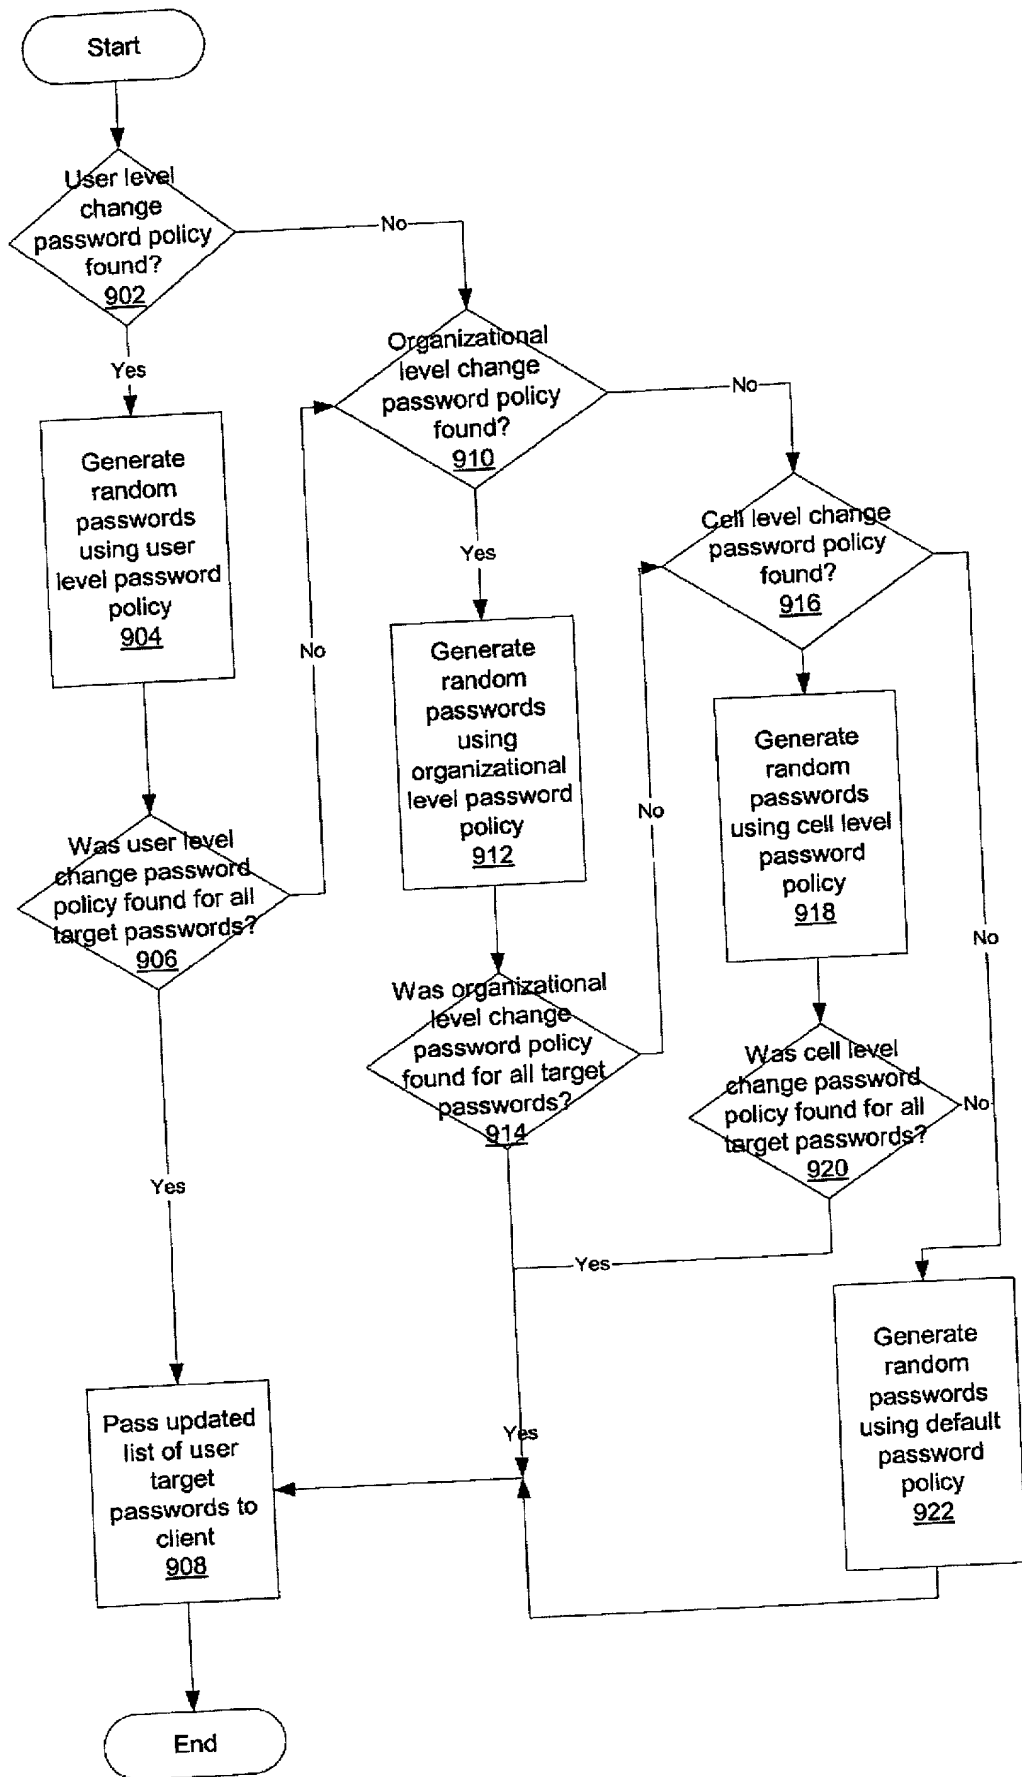 Start
User level
change
password policy
found?
902
No
Yes
Organizational
level change
password policy
found?
910
No
Yes
Generate
random
passwords
using user
level password
policy
904
No
Cell level change
password policy
found?
916
Generate
random
passwords
using
organizational
level password
policy
912
No
Generate
random
passwords
using cell level
password
policy
918
No
Was user level
change password
policy found for all
target passwords?
906
Yes
Was organizational
level change
password policy
found for all target
passwords?
914
Was cell level
change password
policy found for all
target passwords?
920
No
Yes
Yes
Generate
random
passwords
using default
password
policy
922
Pass updated
list of user
target
passwords to
client
908
End